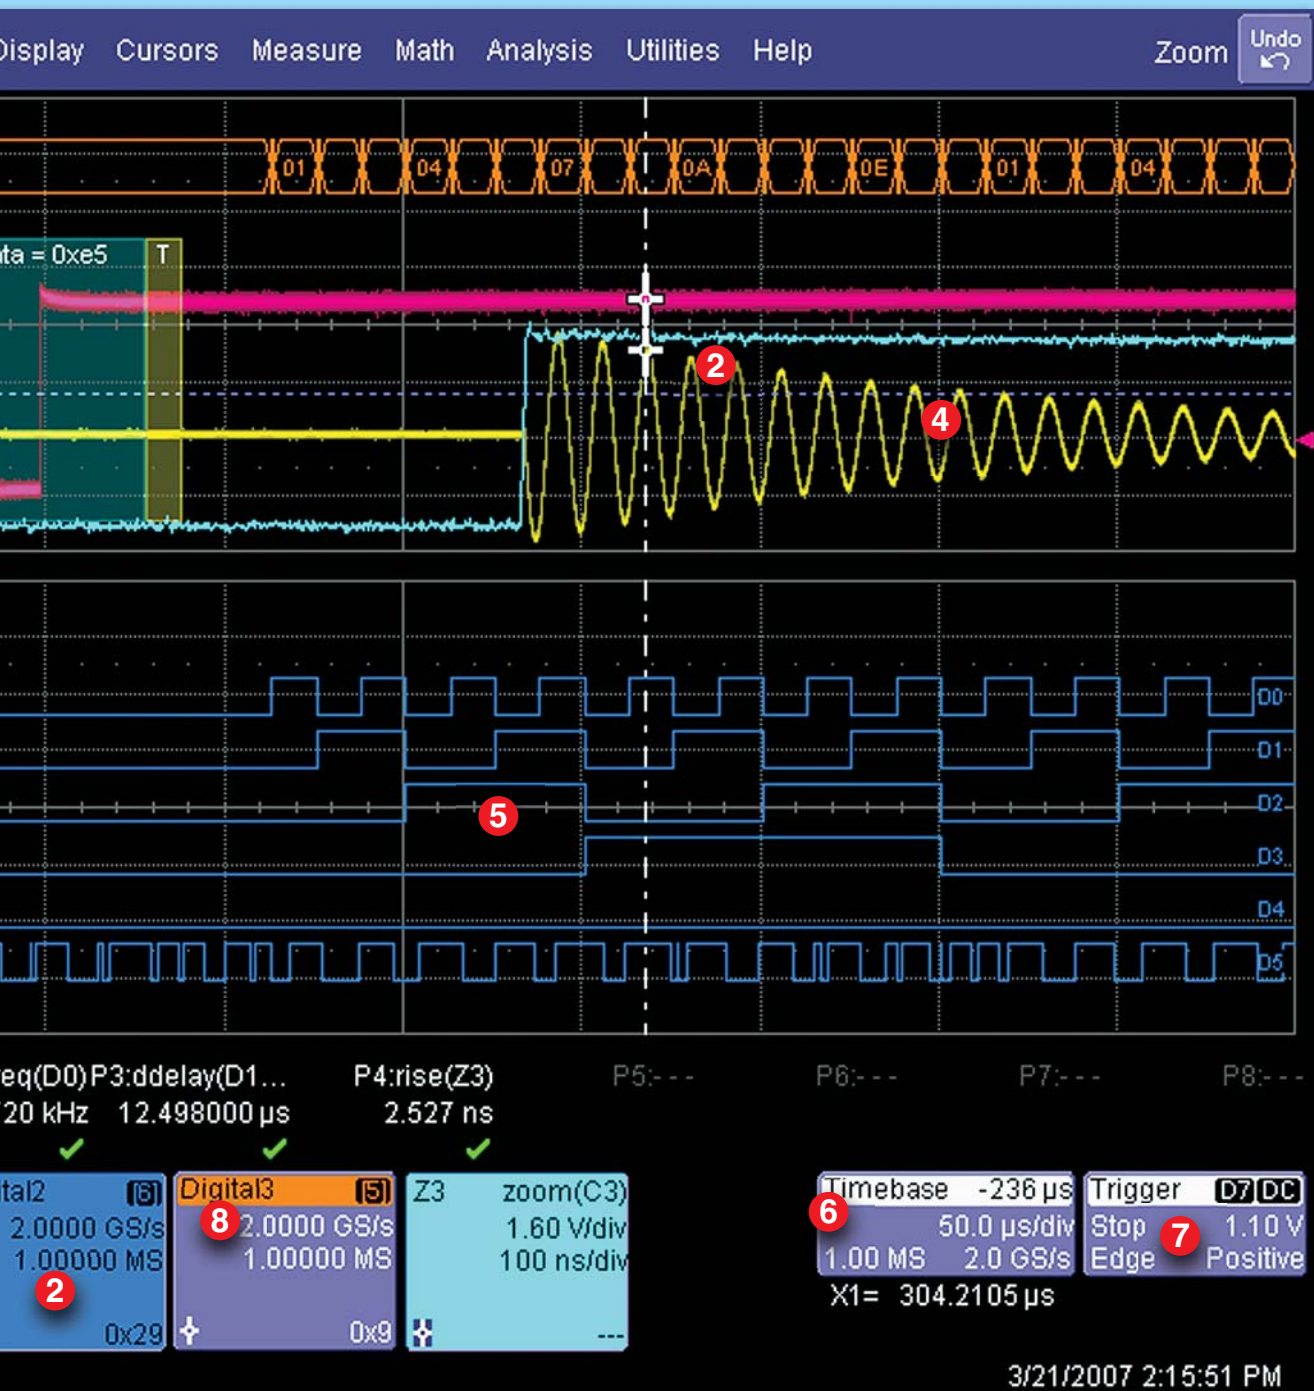 Display Cursors Measure Math Analysis Utilities Help Zoom Undo
01 04 07 0A 0E 01 04
ata = 0xe5 T
2
4
D0
D1
5
D2
D3
D4
D5
req(D0) P3:ddelay(D1... P4:rise(Z3) P5:--- P6:--- P7:--- P8:---
20 kHz 12.498000 µs 2.527 ns
ital2 (6) Digital3 (5) Z3 zoom(C3) Timebase -236 µs Trigger D7 DC
2.0000 GS/s 8 2.0000 GS/s 1.60 V/div 6 50.0 µs/div Stop 7 1.10 V
1.00000 MS 1.00000 MS 100 ns/div 1.00 MS 2.0 GS/s Edge Positive
2 X1= 304.2105 µs
0x29 0x9 ---
3/21/2007 2:15:51 PM